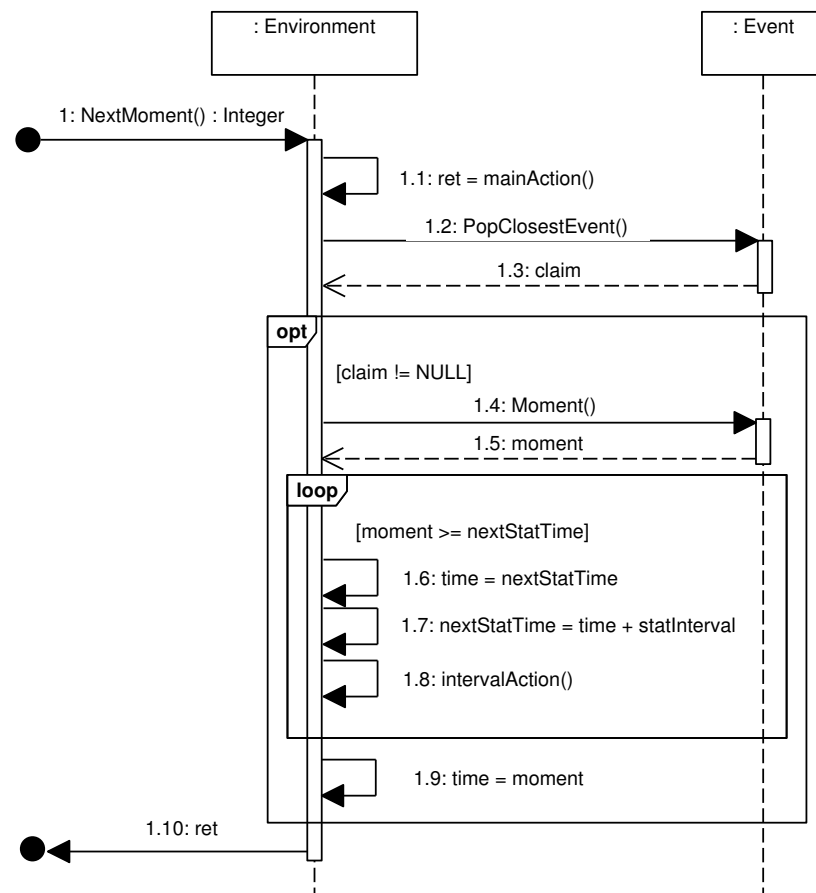 : Environment
: Event
1: NextMoment() : Integer
1.1: ret = mainAction()
1.2: PopClosestEvent()
1.3: claim
opt
[claim != NULL]
1.4: Moment()
1.5: moment
loop
[moment >= nextStatTime]
1.6: time = nextStatTime
1.7: nextStatTime = time + statInterval
1.8: intervalAction()
1.9: time = moment
1.10: ret